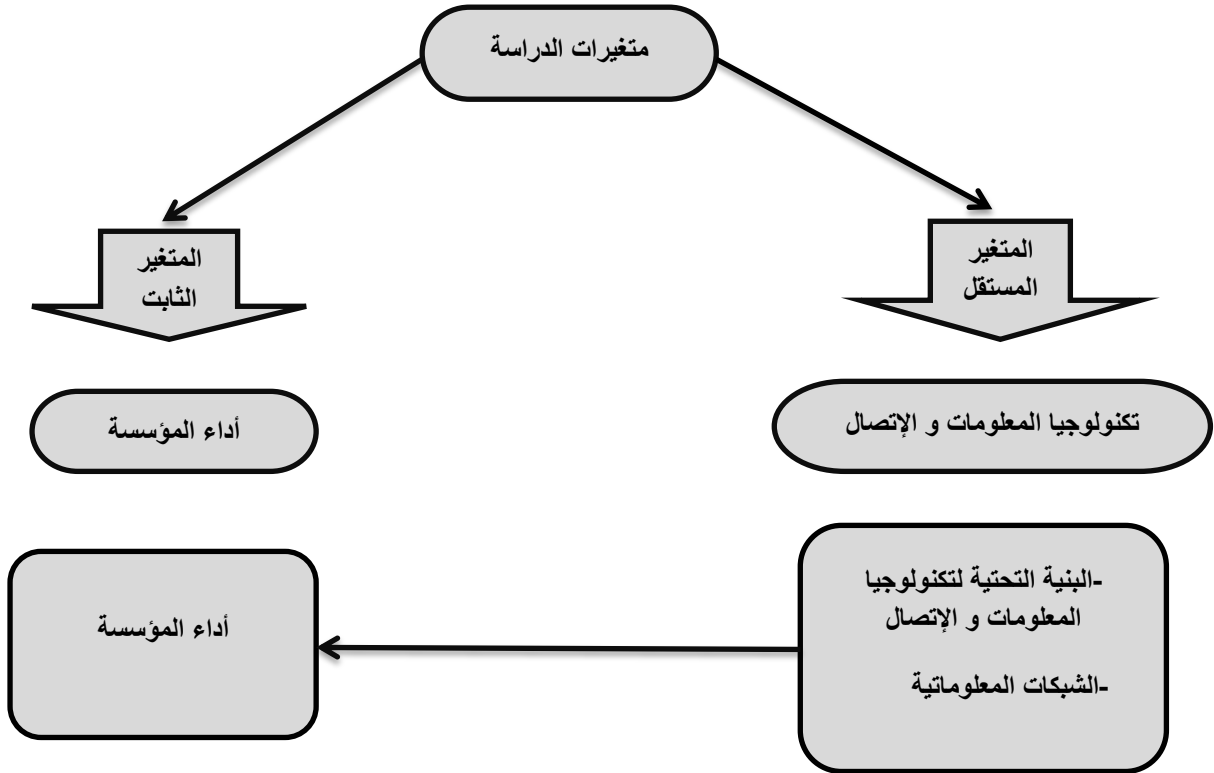 متغيرات الدراسة
المتغير
المستقل
المتغير
الثابت
تكنولوجيا المعلومات و الإتصال
أداء المؤسسة
-البنية التحتية لتكنولوجيا
المعلومات و الإتصال
-الشبكات المعلوماتية
أداء المؤسسة